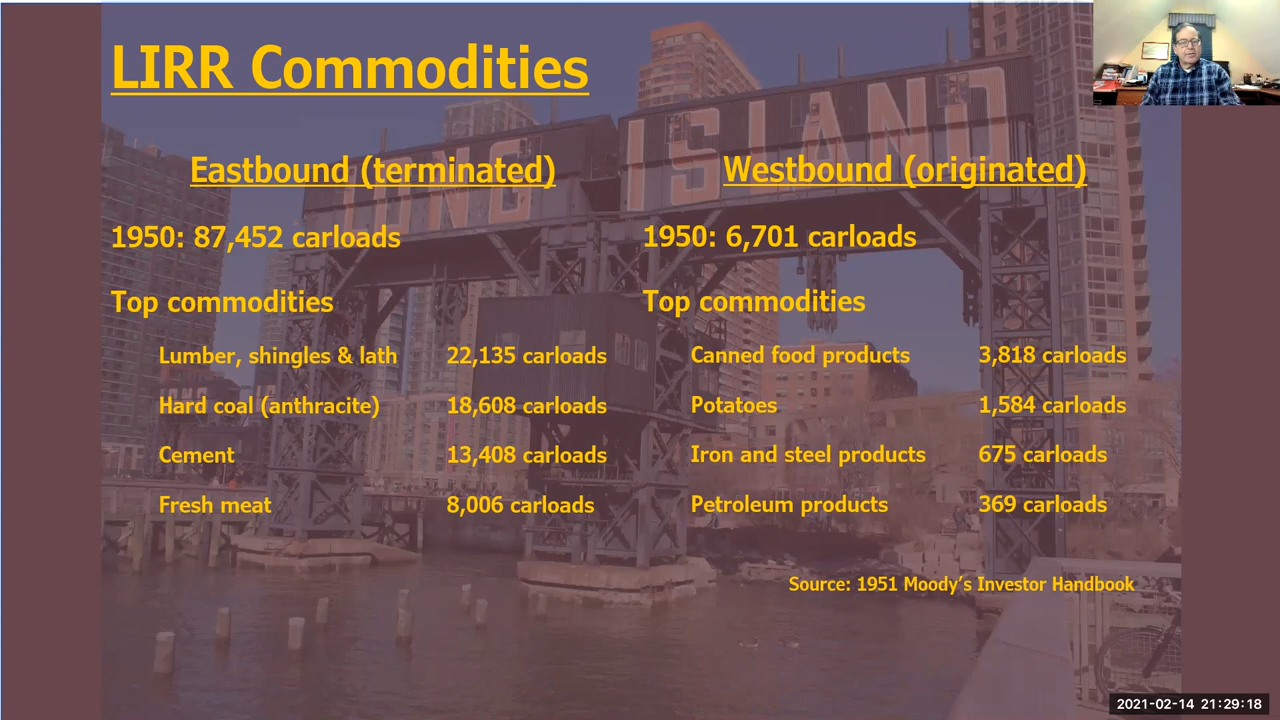 LIRR Commodities
LONG ISLAND
Eastbound (terminated)
1950: 87,452 carloads
Top commodities
Lumber, shingles & lath 22,135 carloads
Hard coal (anthracite) 18,608 carloads
Cement 13,408 carloads
Fresh meat 8,006 carloads
Westbound (originated)
1950: 6,701 carloads
Top commodities
Canned food products 3,818 carloads
Potatoes 1,584 carloads
Iron and steel products 675 carloads
Petroleum products 369 carloads
Source: 1951 Moody’s Investor Handbook
2021-02-14 21:29:18